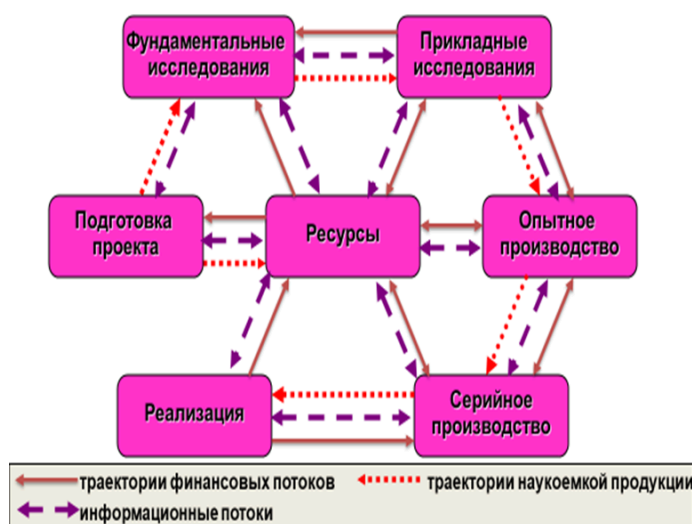 Фундаментальные
исследования
Прикладные
исследования
Подготовка
проекта
Ресурсы
Опытное
производство
Реализация
Серийное
производство
траектории финансовых потоков
траектории наукоемкой продукции
информационные потоки